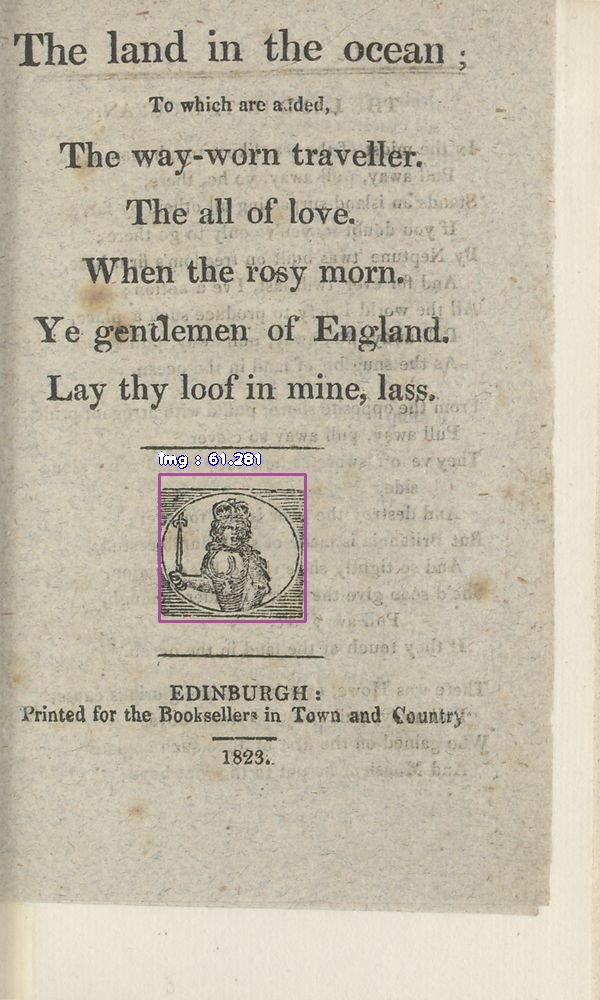 The land in the ocean ;
To which are added,
The way-worn traveller.
The all of love.
When the rosy morn.
Ye gentlemen of England.
Lay thy loof in mine, lass.
img : 61.281
EDINBURGH :
Printed for the Booksellers in Town and Country
1823.